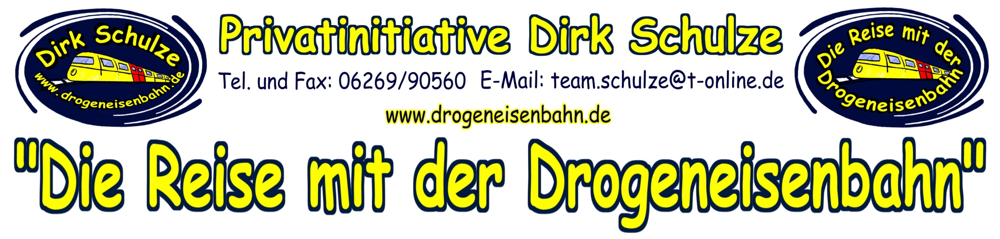 Dirk Schulze
www.drogeneisenbahn.de
Privatinitiative Dirk Schulze
Tel. und Fax: 06269/90560 E-Mail: team.schulze@t-online.de
www.drogeneisenbahn.de
Die Reise mit der
Drogeneisenbahn
"Die Reise mit der Drogeneisenbahn"